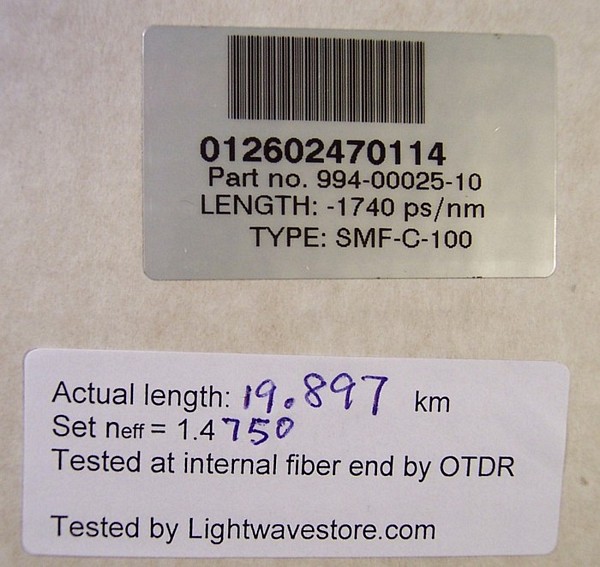 012602470114
Part no. 994-00025-10
LENGTH: -1740 ps/nm
TYPE: SMF-C-100
Actual length: 19.897 km
Set neff = 1.4750
Tested at internal fiber end by OTDR
Tested by Lightwavestore.com